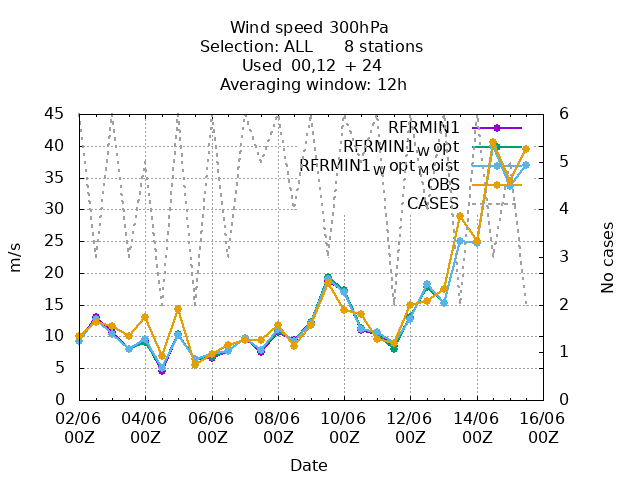 Wind speed 300hPa
Selection: ALL 8 stations
Used 00,12 + 24
Averaging window: 12h
45
40
35
30
25
20
15
10
5
0
m/s
6
5
4
3
2
1
0
No cases
RFRMIN1
RFRMIN1_W opt
RFRMIN1_W opt_M oist
OBS
CASES
02/06 04/06 06/06 08/06 10/06 12/06 14/06 16/06
00Z 00Z 00Z 00Z 00Z 00Z 00Z 00Z
Date